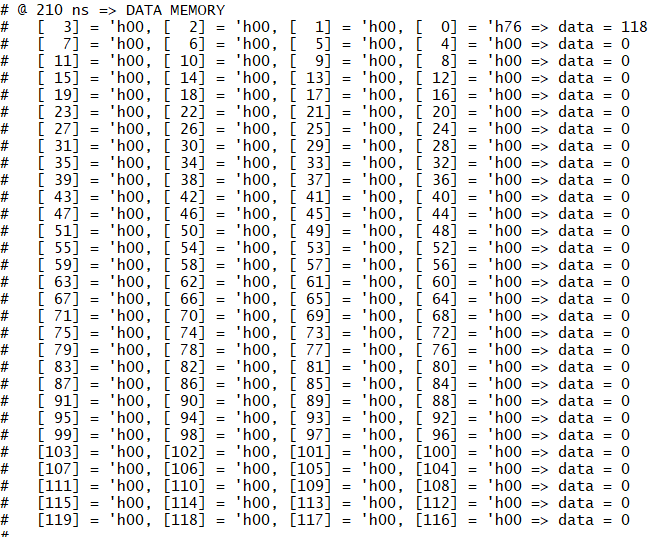 # @ 210 ns => DATA MEMORY
#   [  3] = 'h00, [  2] = 'h00, [  1] = 'h00, [  0] = 'h76 => data = 118
#   [  7] = 'h00, [  6] = 'h00, [  5] = 'h00, [  4] = 'h00 => data = 0
#   [ 11] = 'h00, [ 10] = 'h00, [  9] = 'h00, [  8] = 'h00 => data = 0
#   [ 15] = 'h00, [ 14] = 'h00, [ 13] = 'h00, [ 12] = 'h00 => data = 0
#   [ 19] = 'h00, [ 18] = 'h00, [ 17] = 'h00, [ 16] = 'h00 => data = 0
#   [ 23] = 'h00, [ 22] = 'h00, [ 21] = 'h00, [ 20] = 'h00 => data = 0
#   [ 27] = 'h00, [ 26] = 'h00, [ 25] = 'h00, [ 24] = 'h00 => data = 0
#   [ 31] = 'h00, [ 30] = 'h00, [ 29] = 'h00, [ 28] = 'h00 => data = 0
#   [ 35] = 'h00, [ 34] = 'h00, [ 33] = 'h00, [ 32] = 'h00 => data = 0
#   [ 39] = 'h00, [ 38] = 'h00, [ 37] = 'h00, [ 36] = 'h00 => data = 0
#   [ 43] = 'h00, [ 42] = 'h00, [ 41] = 'h00, [ 40] = 'h00 => data = 0
#   [ 47] = 'h00, [ 46] = 'h00, [ 45] = 'h00, [ 44] = 'h00 => data = 0
#   [ 51] = 'h00, [ 50] = 'h00, [ 49] = 'h00, [ 48] = 'h00 => data = 0
#   [ 55] = 'h00, [ 54] = 'h00, [ 53] = 'h00, [ 52] = 'h00 => data = 0
#   [ 59] = 'h00, [ 58] = 'h00, [ 57] = 'h00, [ 56] = 'h00 => data = 0
#   [ 63] = 'h00, [ 62] = 'h00, [ 61] = 'h00, [ 60] = 'h00 => data = 0
#   [ 67] = 'h00, [ 66] = 'h00, [ 65] = 'h00, [ 64] = 'h00 => data = 0
#   [ 71] = 'h00, [ 70] = 'h00, [ 69] = 'h00, [ 68] = 'h00 => data = 0
#   [ 75] = 'h00, [ 74] = 'h00, [ 73] = 'h00, [ 72] = 'h00 => data = 0
#   [ 79] = 'h00, [ 78] = 'h00, [ 77] = 'h00, [ 76] = 'h00 => data = 0
#   [ 83] = 'h00, [ 82] = 'h00, [ 81] = 'h00, [ 80] = 'h00 => data = 0
#   [ 87] = 'h00, [ 86] = 'h00, [ 85] = 'h00, [ 84] = 'h00 => data = 0
#   [ 91] = 'h00, [ 90] = 'h00, [ 89] = 'h00, [ 88] = 'h00 => data = 0
#   [ 95] = 'h00, [ 94] = 'h00, [ 93] = 'h00, [ 92] = 'h00 => data = 0
#   [ 99] = 'h00, [ 98] = 'h00, [ 97] = 'h00, [ 96] = 'h00 => data = 0
#   [103] = 'h00, [102] = 'h00, [101] = 'h00, [100] = 'h00 => data = 0
#   [107] = 'h00, [106] = 'h00, [105] = 'h00, [104] = 'h00 => data = 0
#   [111] = 'h00, [110] = 'h00, [109] = 'h00, [108] = 'h00 => data = 0
#   [115] = 'h00, [114] = 'h00, [113] = 'h00, [112] = 'h00 => data = 0
#   [119] = 'h00, [118] = 'h00, [117] = 'h00, [116] = 'h00 => data = 0
#